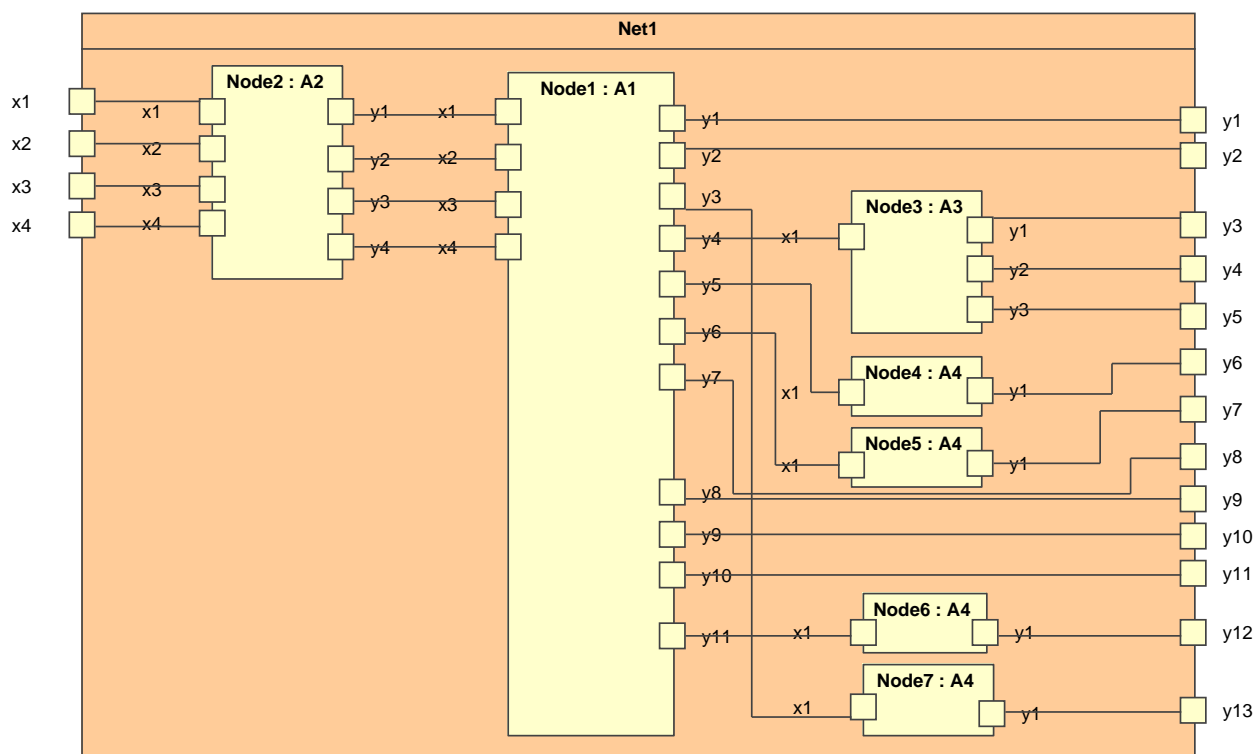 Net1
Node2 : A2
Node1 : A1
x1 x1 y1 x1 y1 y1
x2 x2 y2 x2 y2 y2
x3 x3 y3 x3 y3
Node3 : A3
y1 y3
x4 x4 y4 x4 y4 x1
y2 y4
y5
y3 y5
y6
y6
y7
Node4 : A4
x1 y1
y7
Node5 : A4
x1 y1
y8
y8
y9
y9
y10
y10
y11
Node6 : A4
y11 x1 y1 y12
Node7 : A4
x1 y1 y13